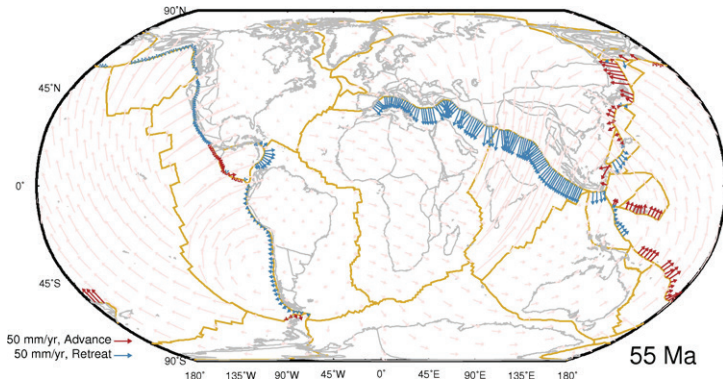 90˚N
45˚N
0˚
45˚S
50 mm/yr, Advance
50 mm/yr, Retreat
90˚S
180˚ 135˚W 90˚W 45˚W 0˚ 45˚E 90˚E 135˚E 180˚
55 Ma